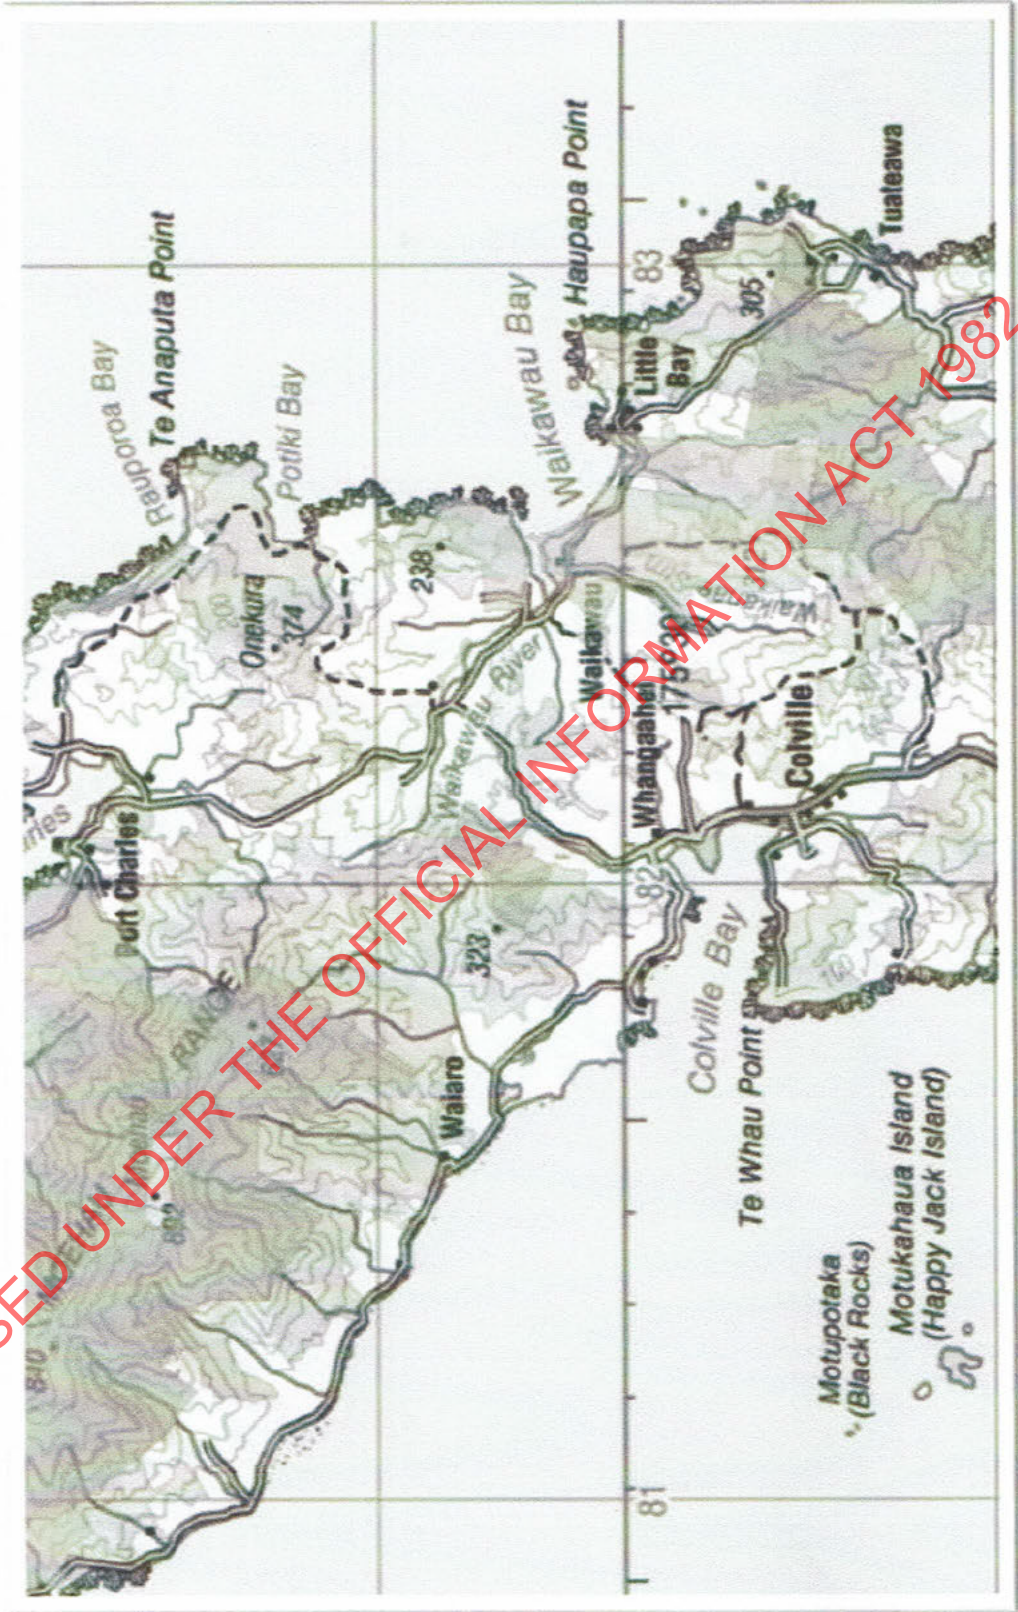 Rauporoa Bay
Te Anaputa Point
Potiki Bay
Onekura
374
238
Waikawau Bay
Haupapa Point
Little
Bay
83
305
Tuateawa
Port Charles
RANGE
Waikawau River
Waikawau
Whangaahei
Colville
82
323
Colville Bay
100
Te Whau Point
Waiaro
Motupotaka
(Black Rocks)
Motukahaua Island
(Happy Jack Island)
81
SED UNDER THE OFFICIAL INFORMATION ACT 1982